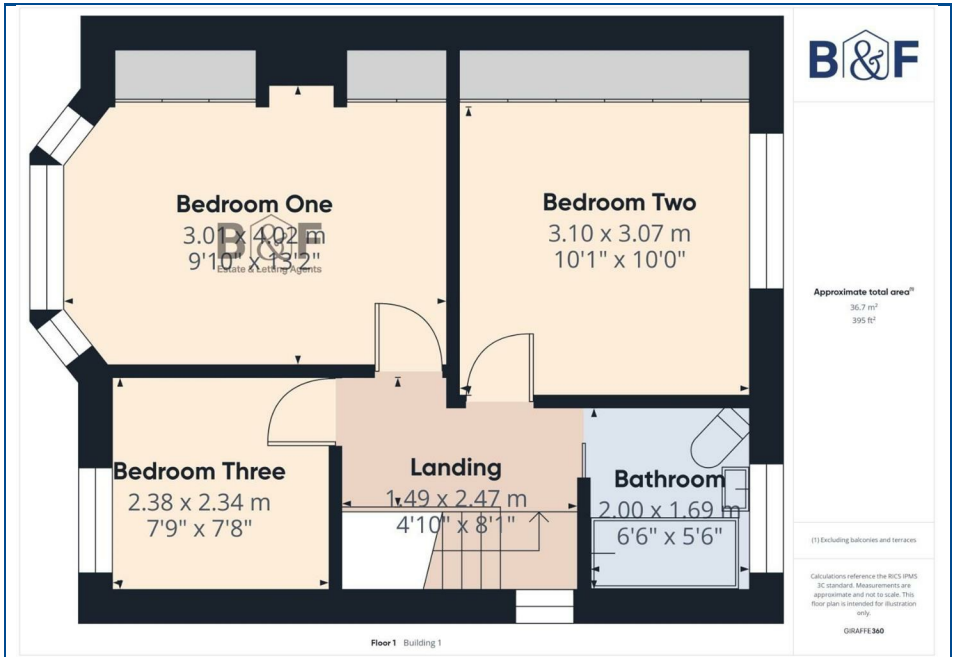 B&F
Bedroom One
3.01 x 4.02 m
9'10" x 13'2"
B&F
Estate & Letting Agents
Bedroom Two
3.10 x 3.07 m
10'1" x 10'0"
Bedroom Three
2.38 x 2.34 m
7'9" x 7'8"
Landing
1.49 x 2.47 m
4'10" x 8'1"
Bathroom
2.00 x 1.69 m
6'6" x 5'6"
Approximate total area⁽¹⁾
36.7 m²
395 ft²
(1) Excluding balconies and terraces
Calculations reference the RICS IPMS
3C standard. Measurements are
approximate and not to scale. This
floor plan is intended for illustration
only.
GIRAFFE360
Floor 1 Building 1